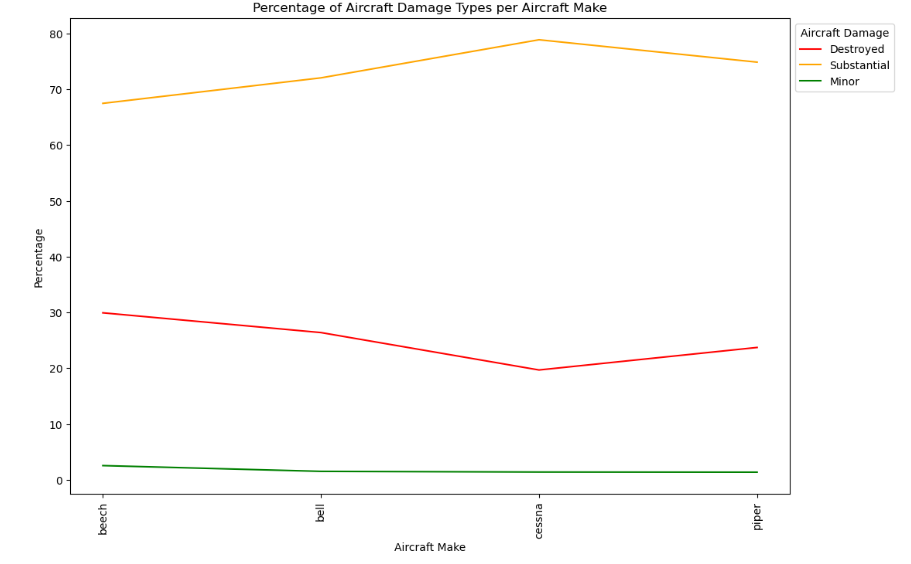 Percentage of Aircraft Damage Types per Aircraft Make
Aircraft Damage
Destroyed
Substantial
Minor
Percentage
80
70
60
50
40
30
20
10
0
beech
bell
cessna
piper
Aircraft Make